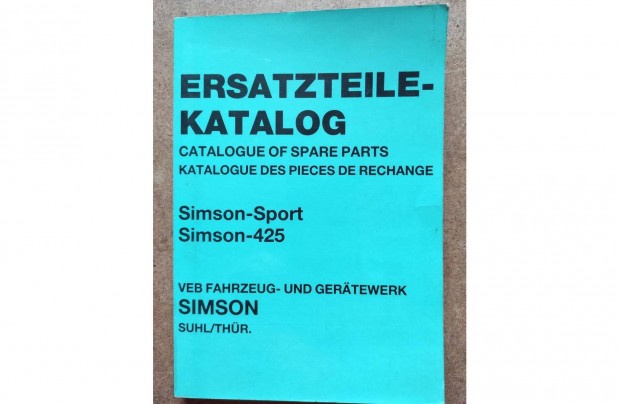 ERSATZTEILE-
KATALOG
CATALOGUE OF SPARE PARTS
KATALOGUE DES PIECES DE RECHANGE
Simson-Sport
Simson-425
VEB FAHRZEUG- UND GERÄTEWERK
SIMSON
SUHL/THÜR.